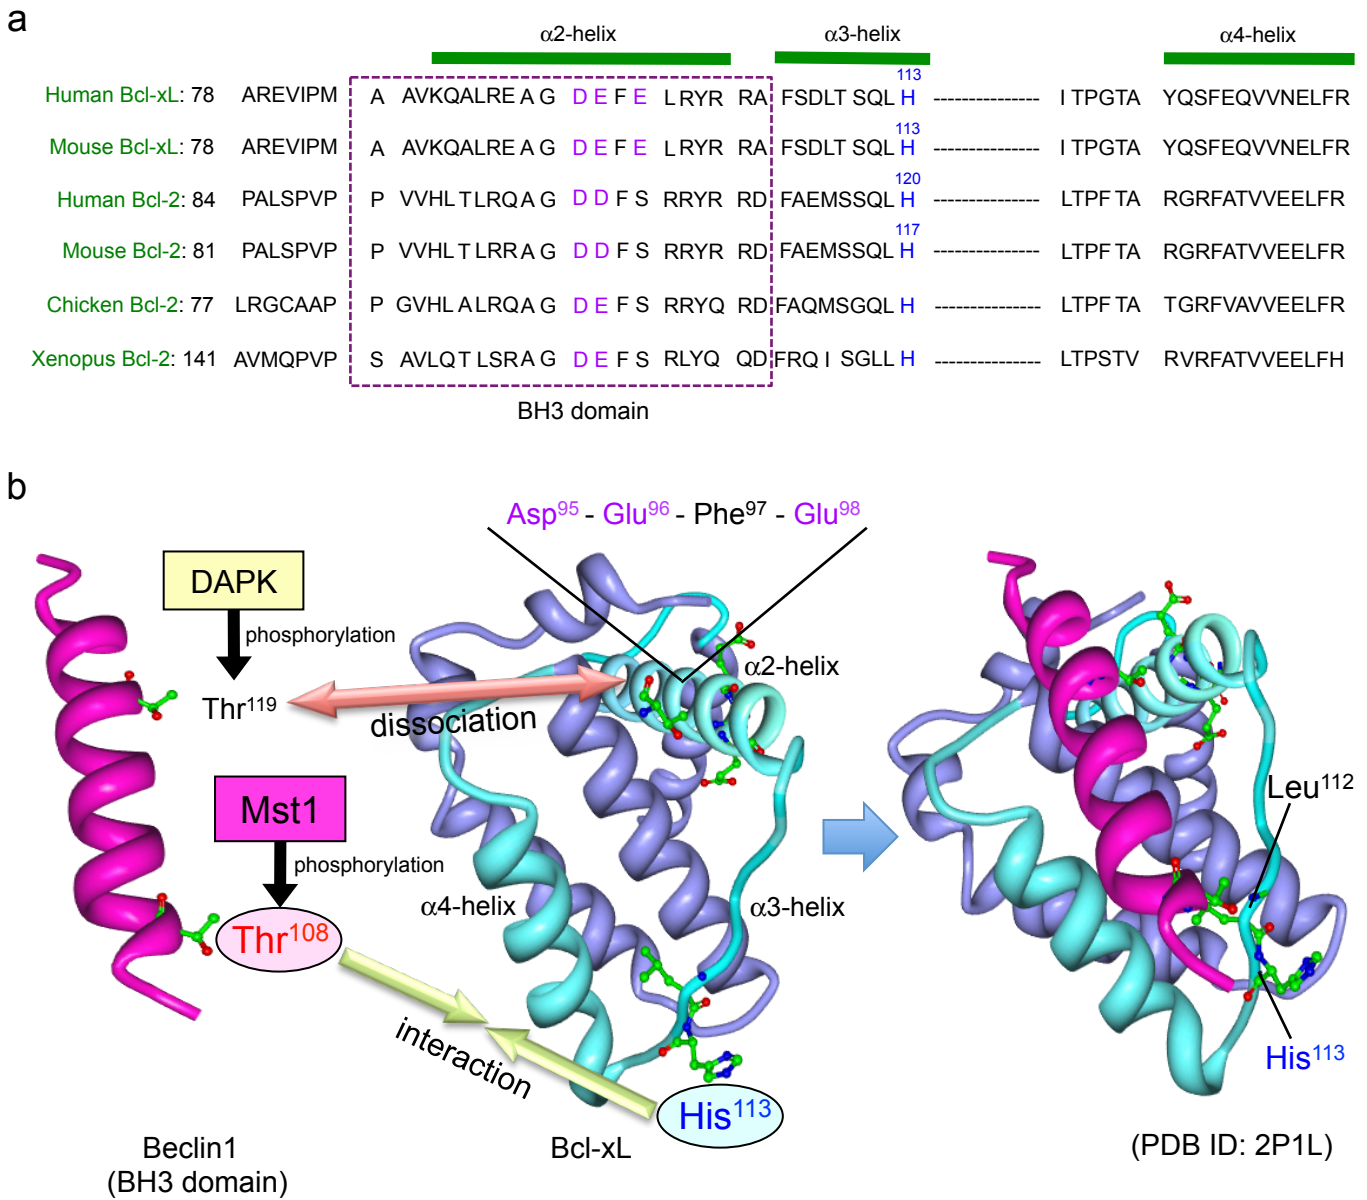 a
α2-helix α3-helix α4-helix
113
Human Bcl-xL: 78 AREVIPM A AVKQALREAG DEFE LRYR RA FSDLT SQL H --------------- ITPGTA YQSFEQVVNELFR
113
Mouse Bcl-xL: 78 AREVIPM A AVKQALREAG DEFE LRYR RA FSDLT SQL H --------------- ITPGTA YQSFEQVVNELFR
120
Human Bcl-2: 84 PALSPVP P VVHLTLRQAG DDFS RRYR RD FAEMSSQL H --------------- LTPFTA RGRFATVVEELFR
117
Mouse Bcl-2: 81 PALSPVP P VVHLTLRRAG DDFS RRYR RD FAEMSSQL H --------------- LTPFTA RGRFATVVEELFR
Chicken Bcl-2: 77 LRGCAAP P GVHLALRQAG DEFS RRYQ RD FAQMSGQL H --------------- LTPFTA TGRFVAVVEELFR
Xenopus Bcl-2: 141 AVMQPVP S AVLQTLSRAG DEFS RLYQ QD FRQI SGLL H --------------- LTPSTV RVRFATVVEELFH
BH3 domain
b
Asp95 - Glu96 - Phe97 - Glu98
DAPK
phosphorylation
α2-helix
Thr119
dissociation
Mst1
Leu112
phosphorylation
α4-helix
α3-helix
Thr108
interaction
His113
His113
Beclin1
(BH3 domain)
Bcl-xL
(PDB ID: 2P1L)